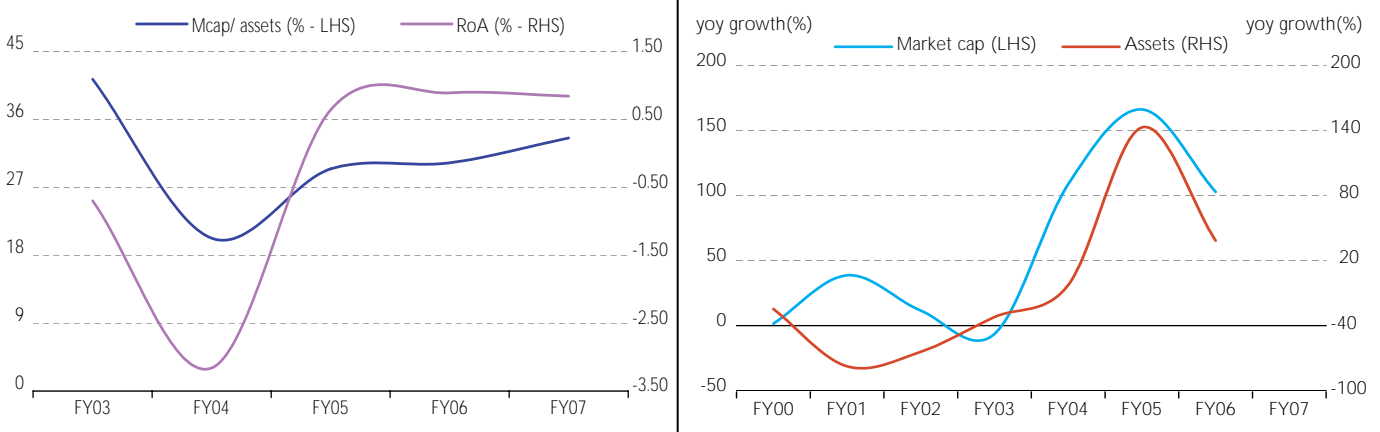 Mcap/ assets (% - LHS) RoA (% - RHS)
45 1.50
36 0.50
27 -0.50
18 -1.50
9 -2.50
0 -3.50
FY03 FY04 FY05 FY06 FY07
yoy growth(%) yoy growth(%)
Market cap (LHS) Assets (RHS)
200 200
150 140
100 80
50 20
0 -40
-50 -100
FY00 FY01 FY02 FY03 FY04 FY05 FY06 FY07